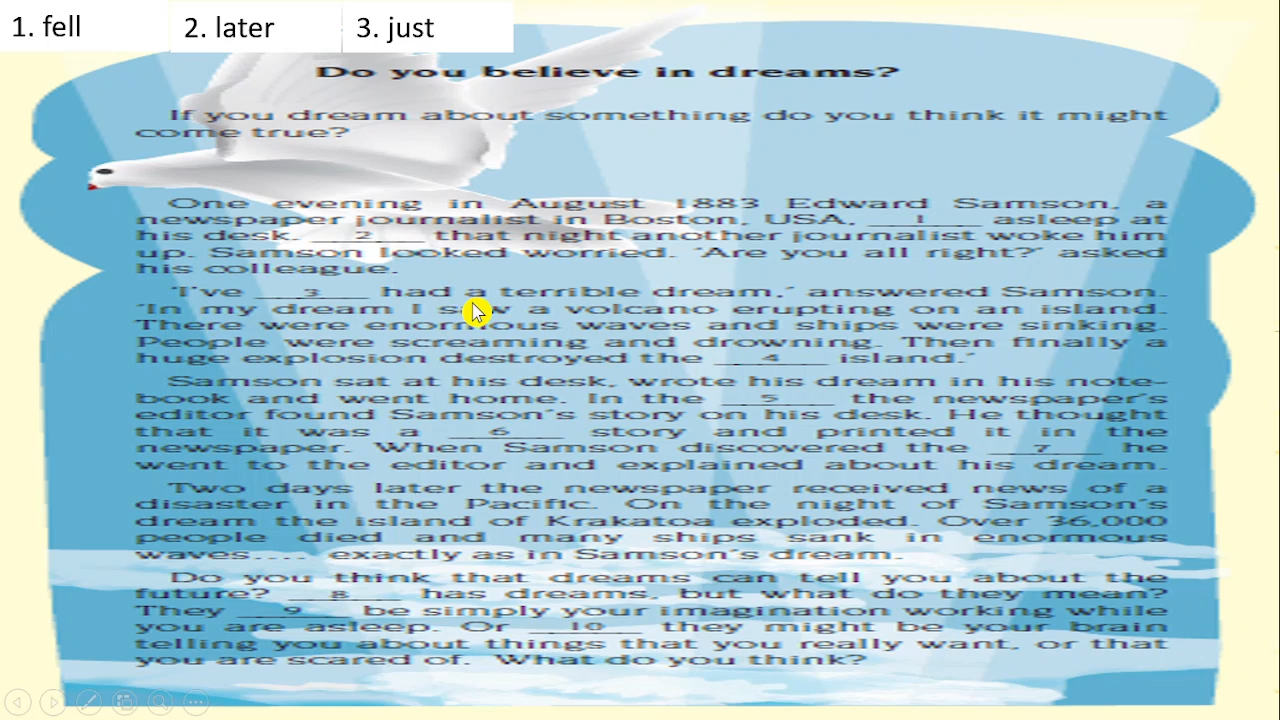 1. fell
2. later
3. just
Do you believe in dreams?
If you dream about something do you think it might
come true?
One evening in August 1883 Edward Samson, a
newspaper journalist in Boston, USA, ___1___ asleep at
his desk. ___2___ that night another journalist woke him
up. Samson looked worried. 'Are you all right?' asked
his colleague.
'I've ___3___ had a terrible dream,' answered Samson.
'In my dream I saw a volcano erupting on an island.
There were enormous waves and ships were sinking.
People were screaming and drowning. Then finally a
huge explosion destroyed the ___4___ island.'
Samson sat at his desk, wrote his dream in his note-
book and went home. In the ___5___ the newspaper's
editor found Samson's story on his desk. He thought
that it was a ___6___ story and printed it in the
newspaper. When Samson discovered the ___7___ he
went to the editor and explained about his dream.
Two days later the newspaper received news of a
disaster in the Pacific. On the night of Samson's
dream the island of Krakatoa exploded. Over 36,000
people died and many ships sank in enormous
waves.... exactly as in Samson's dream.
Do you think that dreams can tell you about the
future? ___8___ has dreams, but what do they mean?
They ___9___ be simply your imagination working while
you are asleep. Or ___10___ they might be your brain
telling you about things that you really want, or that
you are scared of. What do you think?